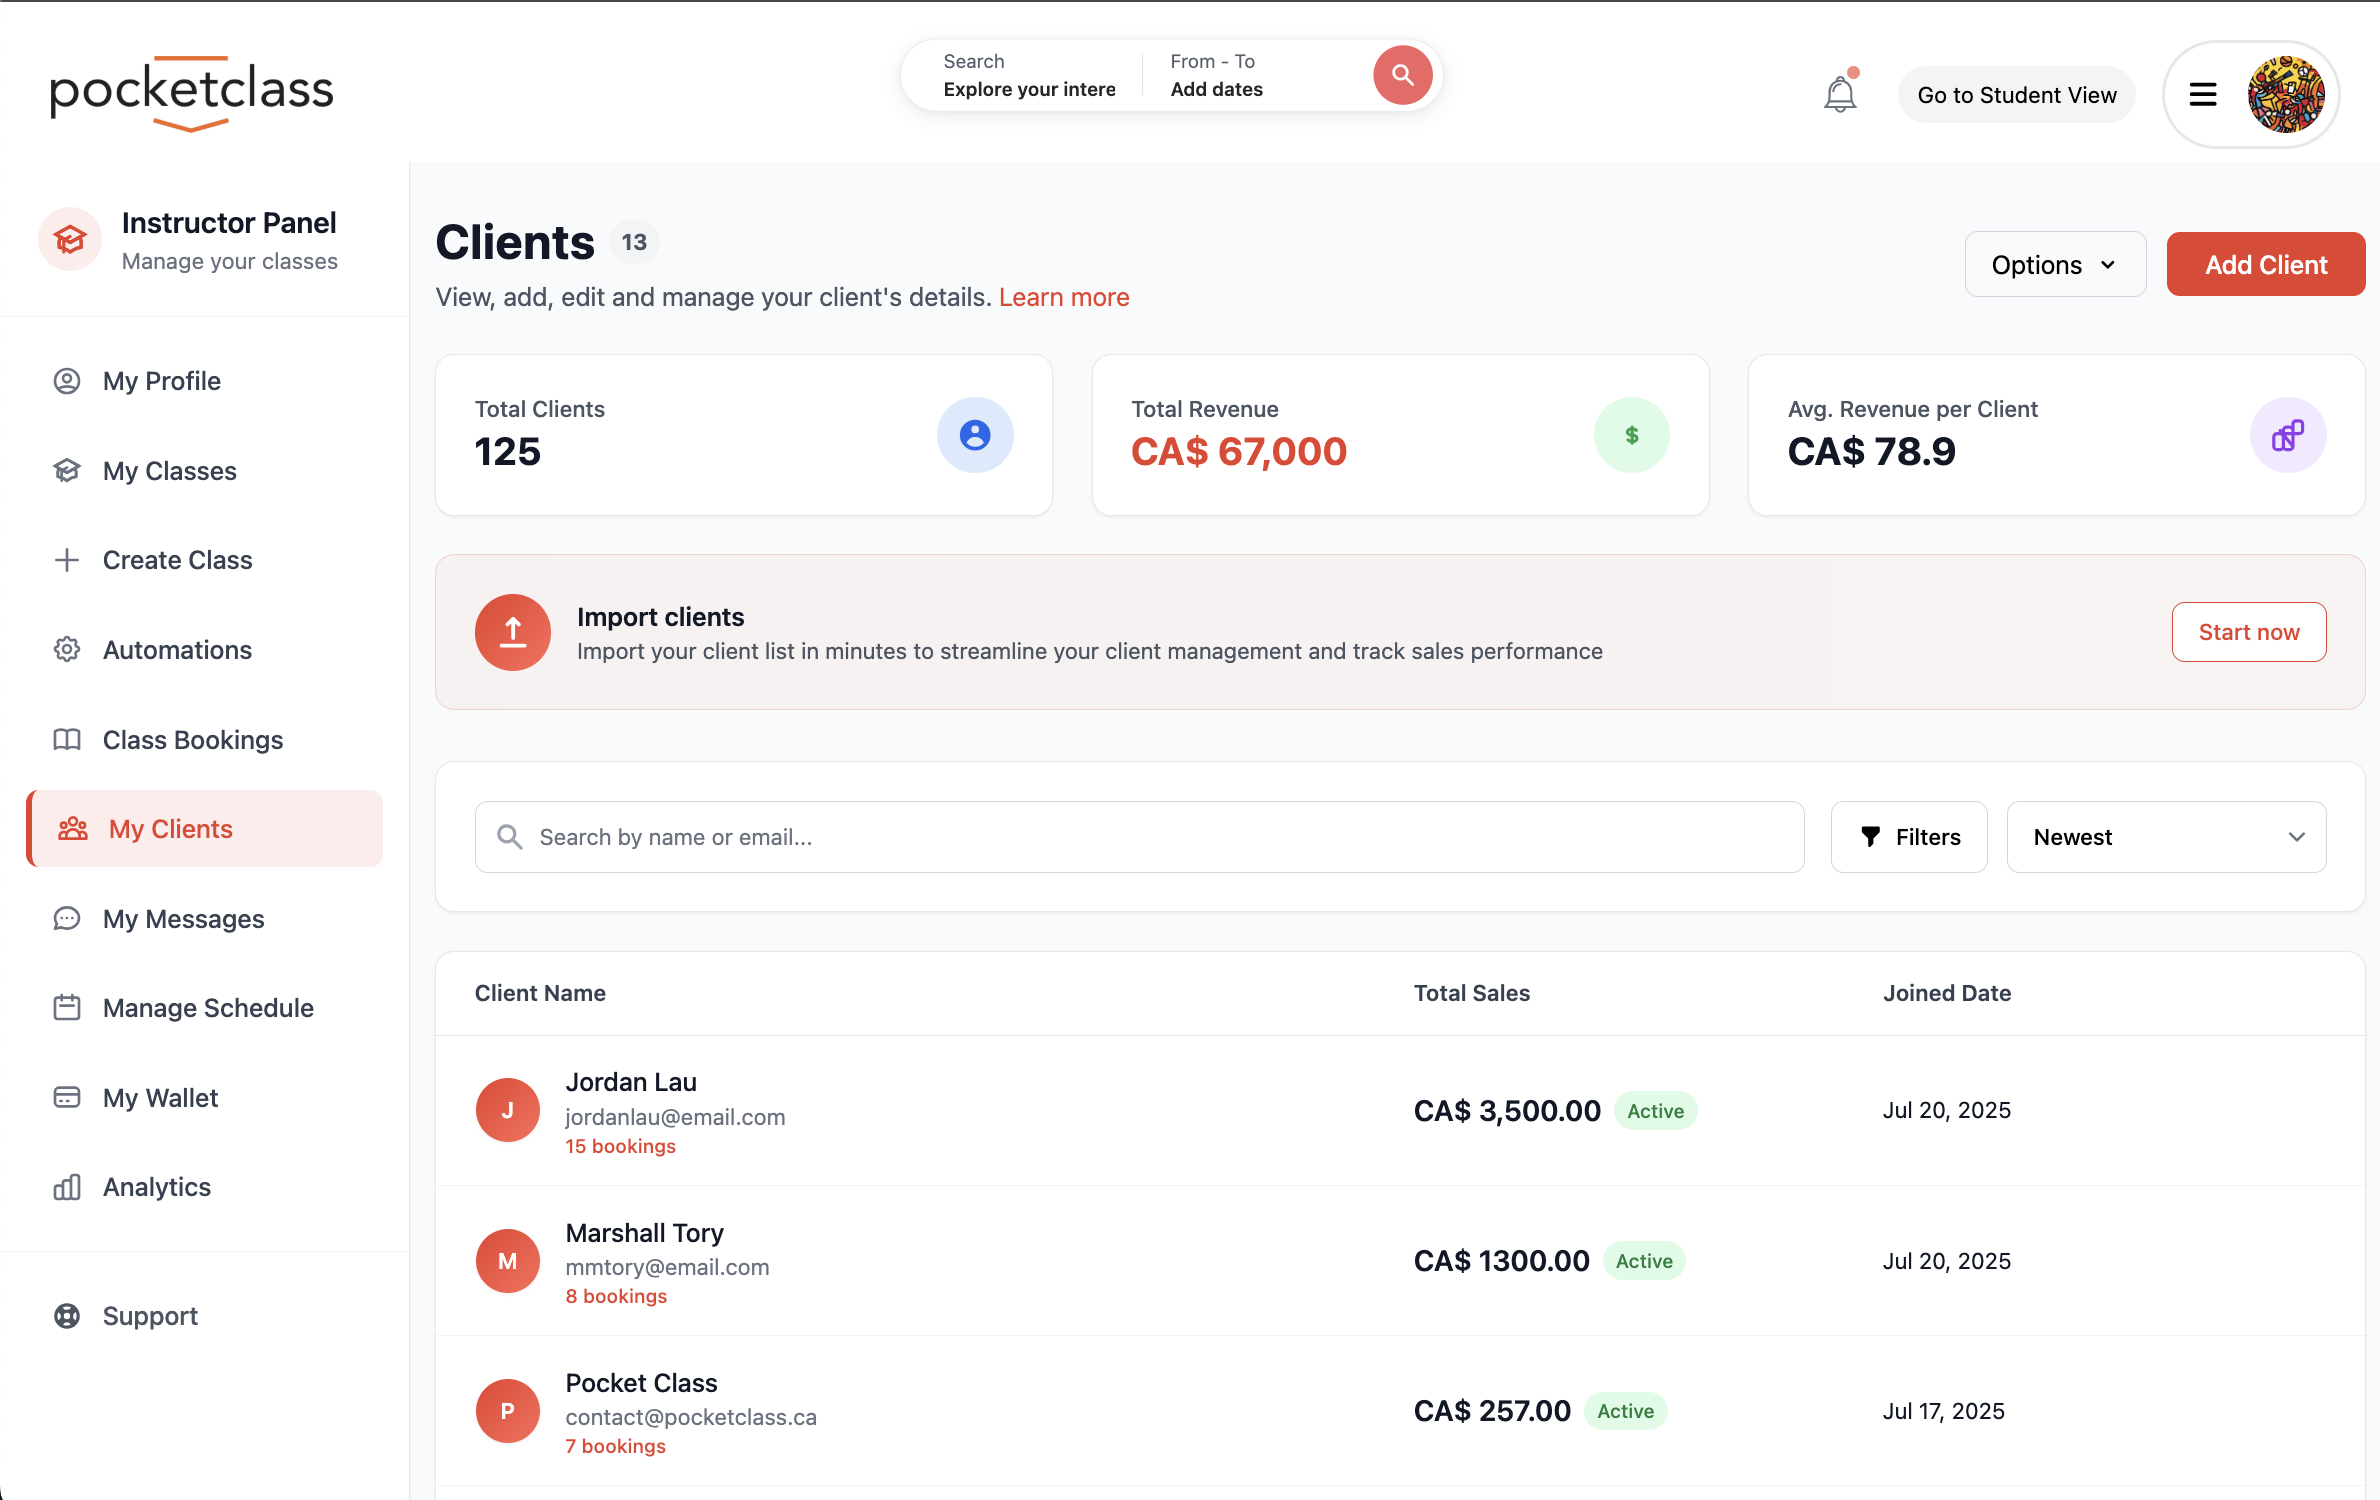 pocketclass
Search
Explore your intere
From - To
Add dates
Go to Student View
Instructor Panel
Manage your classes
My Profile
My Classes
Create Class
Automations
Class Bookings
My Clients
My Messages
Manage Schedule
My Wallet
Analytics
Support
Clients 13
View, add, edit and manage your client's details. Learn more
Options
Add Client
Total Clients
125
Total Revenue
CA$ 67,000
$
Avg. Revenue per Client
CA$ 78.9
Import clients
Import your client list in minutes to streamline your client management and track sales performance
Start now
Search by name or email...
Filters
Newest
Client Name Total Sales Joined Date
J
Jordan Lau
jordanlau@email.com
15 bookings
CA$ 3,500.00 Active
Jul 20, 2025
M
Marshall Tory
mmtory@email.com
8 bookings
CA$ 1300.00 Active
Jul 20, 2025
P
Pocket Class
contact@pocketclass.ca
7 bookings
CA$ 257.00 Active
Jul 17, 2025